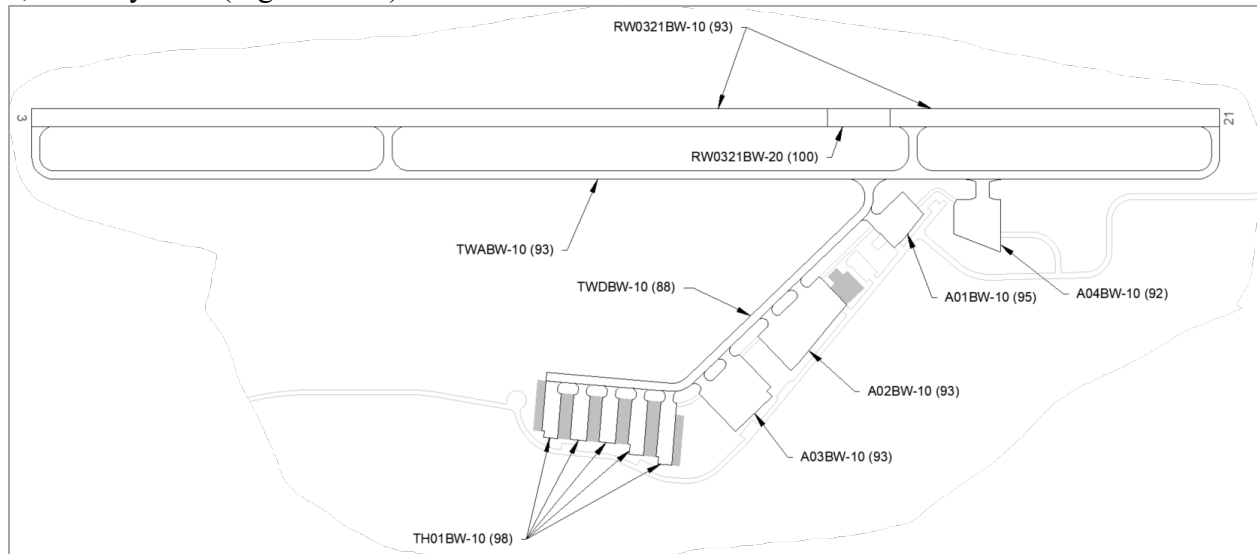 RW0321BW-10 (93)
3
21
RW0321BW-20 (100)
TWABW-10 (93)
TWDBW-10 (88)
A01BW-10 (95)
A04BW-10 (92)
A02BW-10 (93)
A03BW-10 (93)
TH01BW-10 (98)